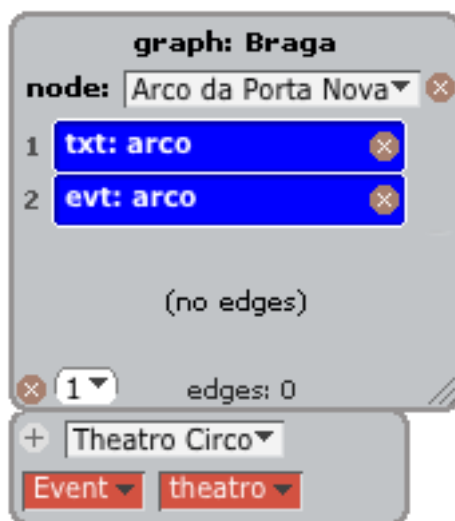 graph: Braga
node: Arco da Porta Nova
1 txt: arco
2 evt: arco
(no edges)
1 edges: 0
+ Theatro Circo
Event theatro